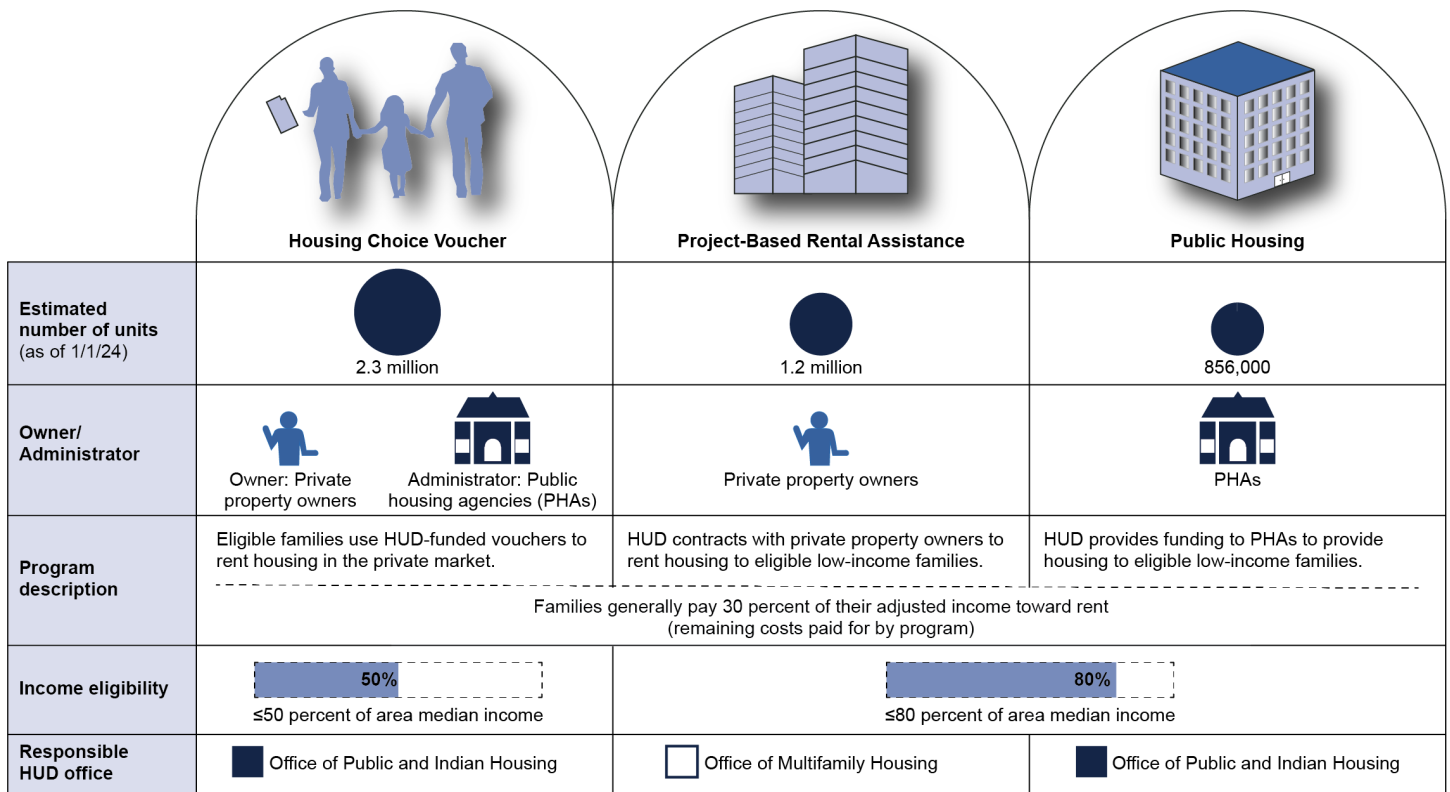 Housing Choice Voucher
Project-Based Rental Assistance
Public Housing
Estimated
number of units
(as of 1/1/24)
2.3 million
1.2 million
856,000
Owner/
Administrator
Owner: Private
property owners
Administrator: Public
housing agencies (PHAs)
Private property owners
PHAs
Program
description
Eligible families use HUD-funded vouchers to
rent housing in the private market.
HUD contracts with private property owners to
rent housing to eligible low-income families.
HUD provides funding to PHAs to provide
housing to eligible low-income families.
Families generally pay 30 percent of their adjusted income toward rent
(remaining costs paid for by program)
Income eligibility
50%
≤50 percent of area median income
80%
≤80 percent of area median income
Responsible
HUD office
Office of Public and Indian Housing
Office of Multifamily Housing
Office of Public and Indian Housing